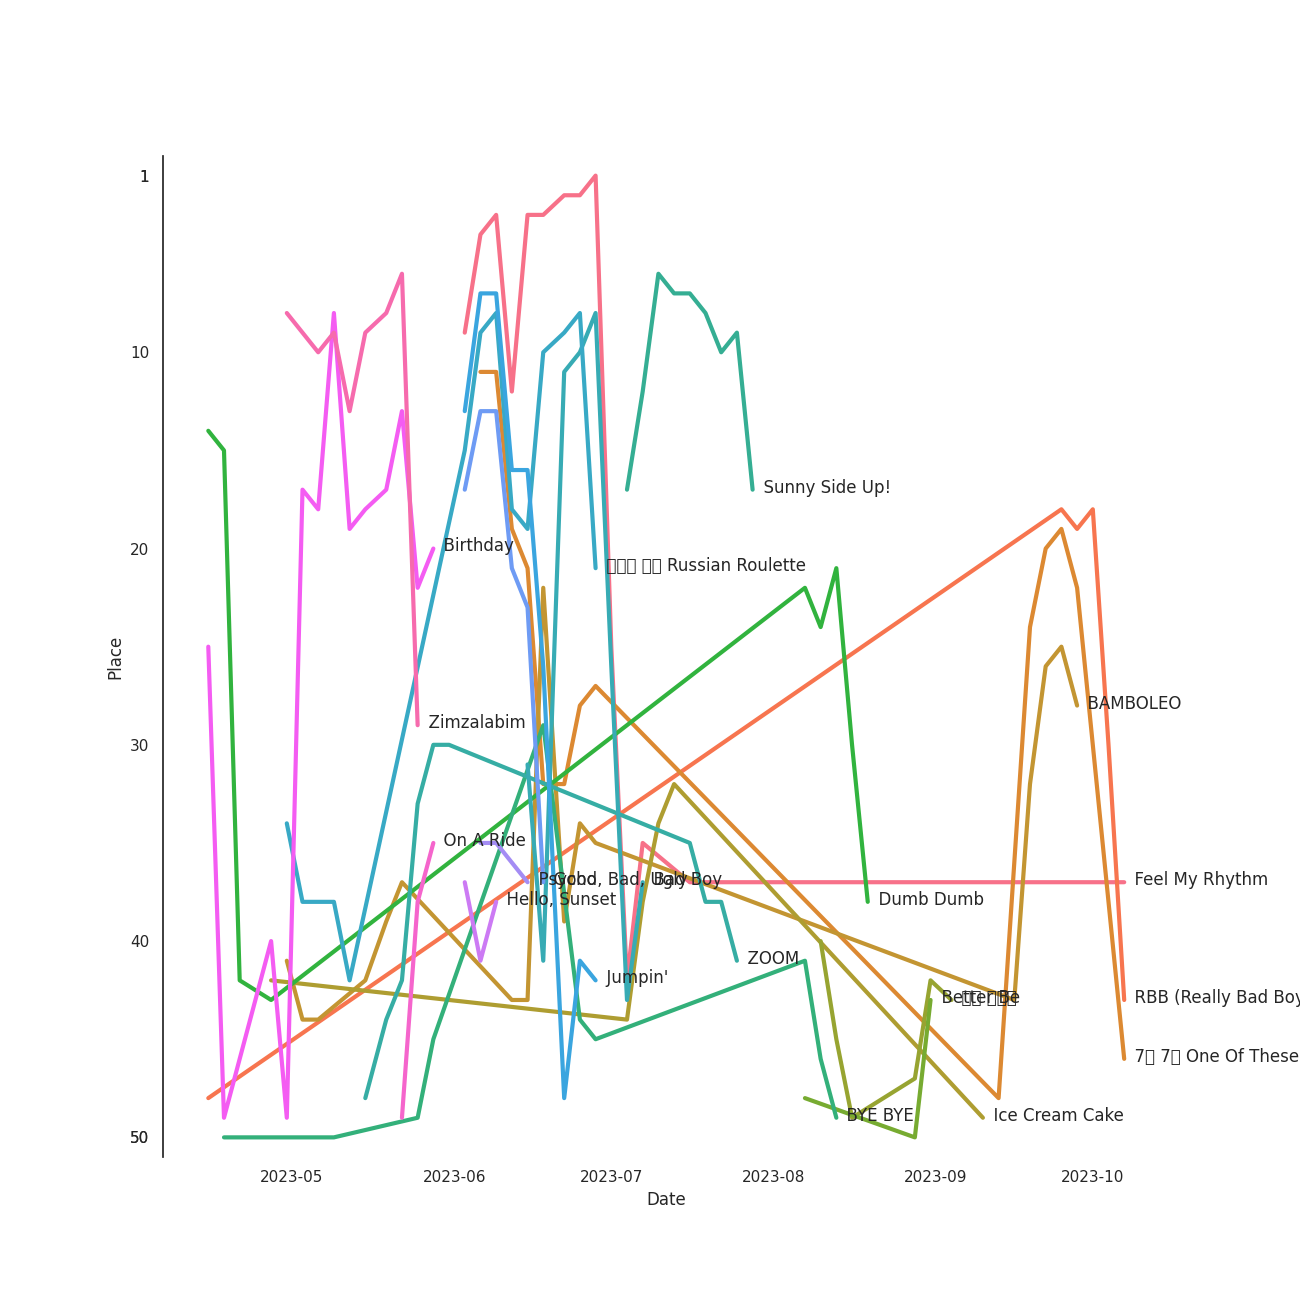 1
10
20
30
40
50
Place
2023-05
2023-06
2023-07
2023-08
2023-09
2023-10
Date
Sunny Side Up!
Birthday
Russian Roulette
BAMBOLEO
Zimzalabim
On A Ride
Psycho
Good, Bad, Ugly
Bad Boy
Feel My Rhythm
Hello, Sunset
Dumb Dumb
ZOOM
Jumpin'
Better Be
RBB (Really Bad Boy
One Of These
BYE BYE
Ice Cream Cake